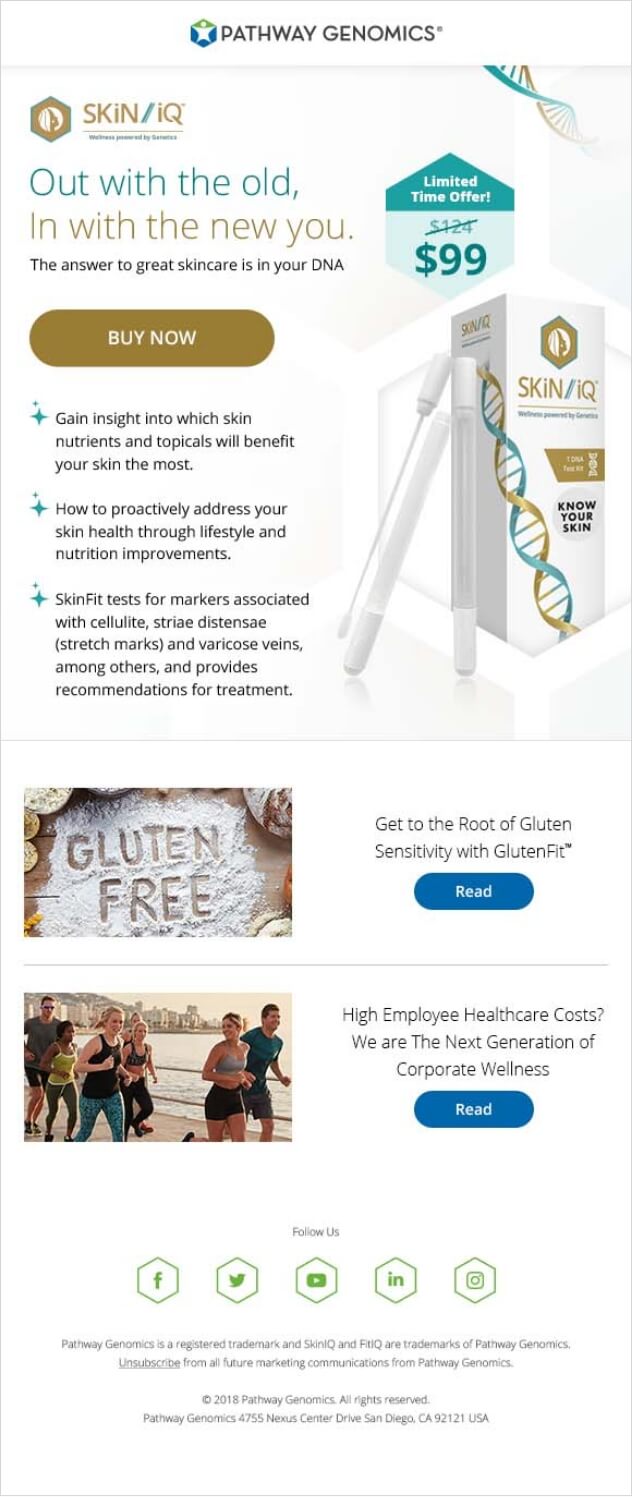 PATHWAY GENOMICS®
SKiN//iQ™
Wellness powered by Genetics
Out with the old,
In with the new you.
The answer to great skincare is in your DNA
Limited
Time Offer!
$124
$99
BUY NOW
Gain insight into which skin
nutrients and topicals will benefit
your skin the most.
How to proactively address your
skin health through lifestyle and
nutrition improvements.
SkinFit tests for markers associated
with cellulite, striae distensae
(stretch marks) and varicose veins,
among others, and provides
recommendations for treatment.
SKiN//iQ
SKiN//iQ™
Wellness powered by Genetics
1 DNA
Test Kit
KNOW
YOUR
SKIN
GLUTEN
FREE
Get to the Root of Gluten
Sensitivity with GlutenFit™
Read
High Employee Healthcare Costs?
We are The Next Generation of
Corporate Wellness
Read
Follow Us
Pathway Genomics is a registered trademark and SkinIQ and FitIQ are trademarks of Pathway Genomics.
Unsubscribe from all future marketing communications from Pathway Genomics.
© 2018 Pathway Genomics. All rights reserved.
Pathway Genomics 4755 Nexus Center Drive San Diego, CA 92121 USA